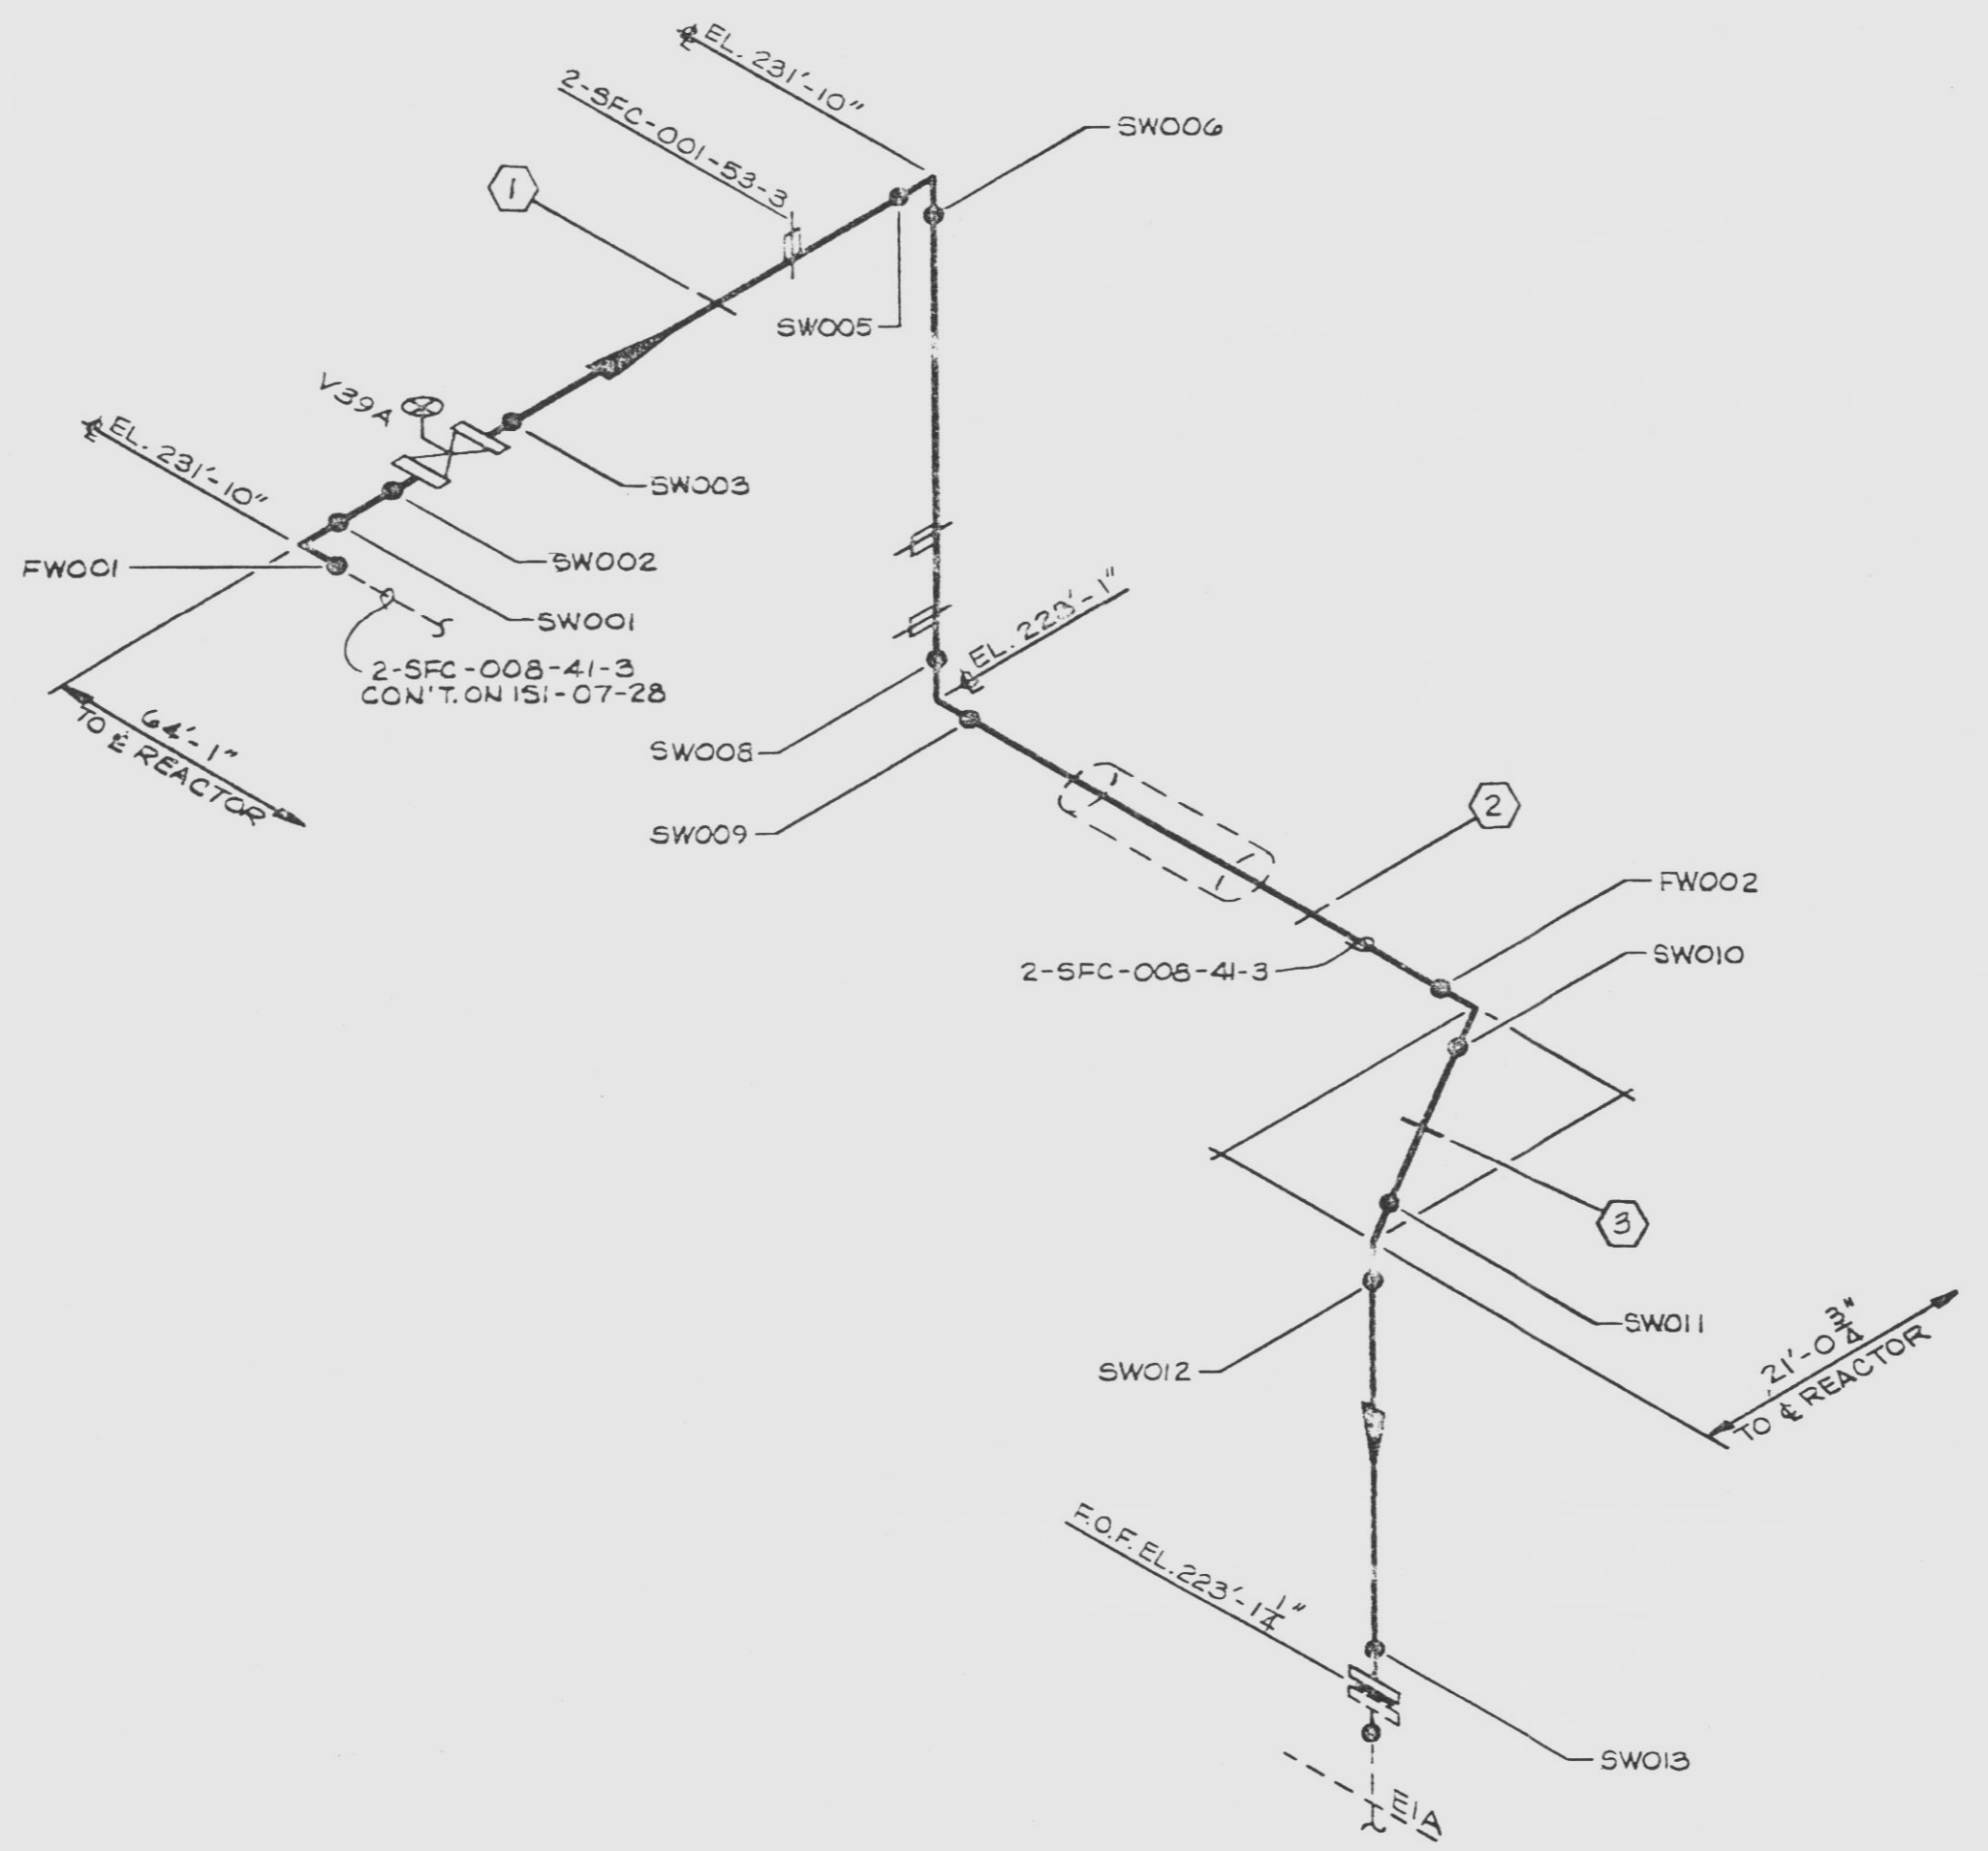 ℄ EL. 231'-10"
2-SFC-001-53-3
SW006
1
SW005
V39A
℄ EL. 231'-10"
SW003
FW001
SW002
SW001
2-SFC-008-41-3
CON'T. ON ISI-07-28
64'-1"
TO ℄ REACTOR
℄ EL. 223'-1"
SW008
SW009
2
FW002
SW010
2-SFC-008-41-3
3
SW011
SW012
21'-0 3/4"
TO ℄ REACTOR
F.O.F. EL. 223'-1 1/4"
SW013
E1A